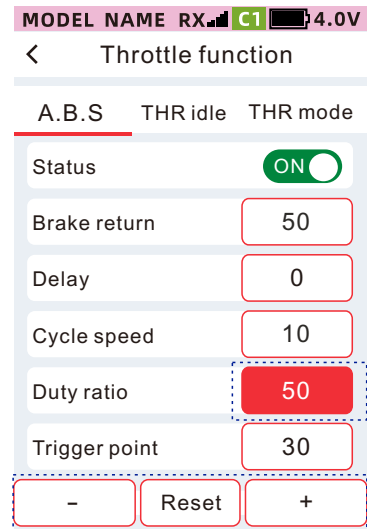 MODEL NAME RX C1 4.0V
< Throttle function
A.B.S THR idle THR mode
Status ON
Brake return 50
Delay 0
Cycle speed 10
Duty ratio 50
Trigger point 30
- Reset +